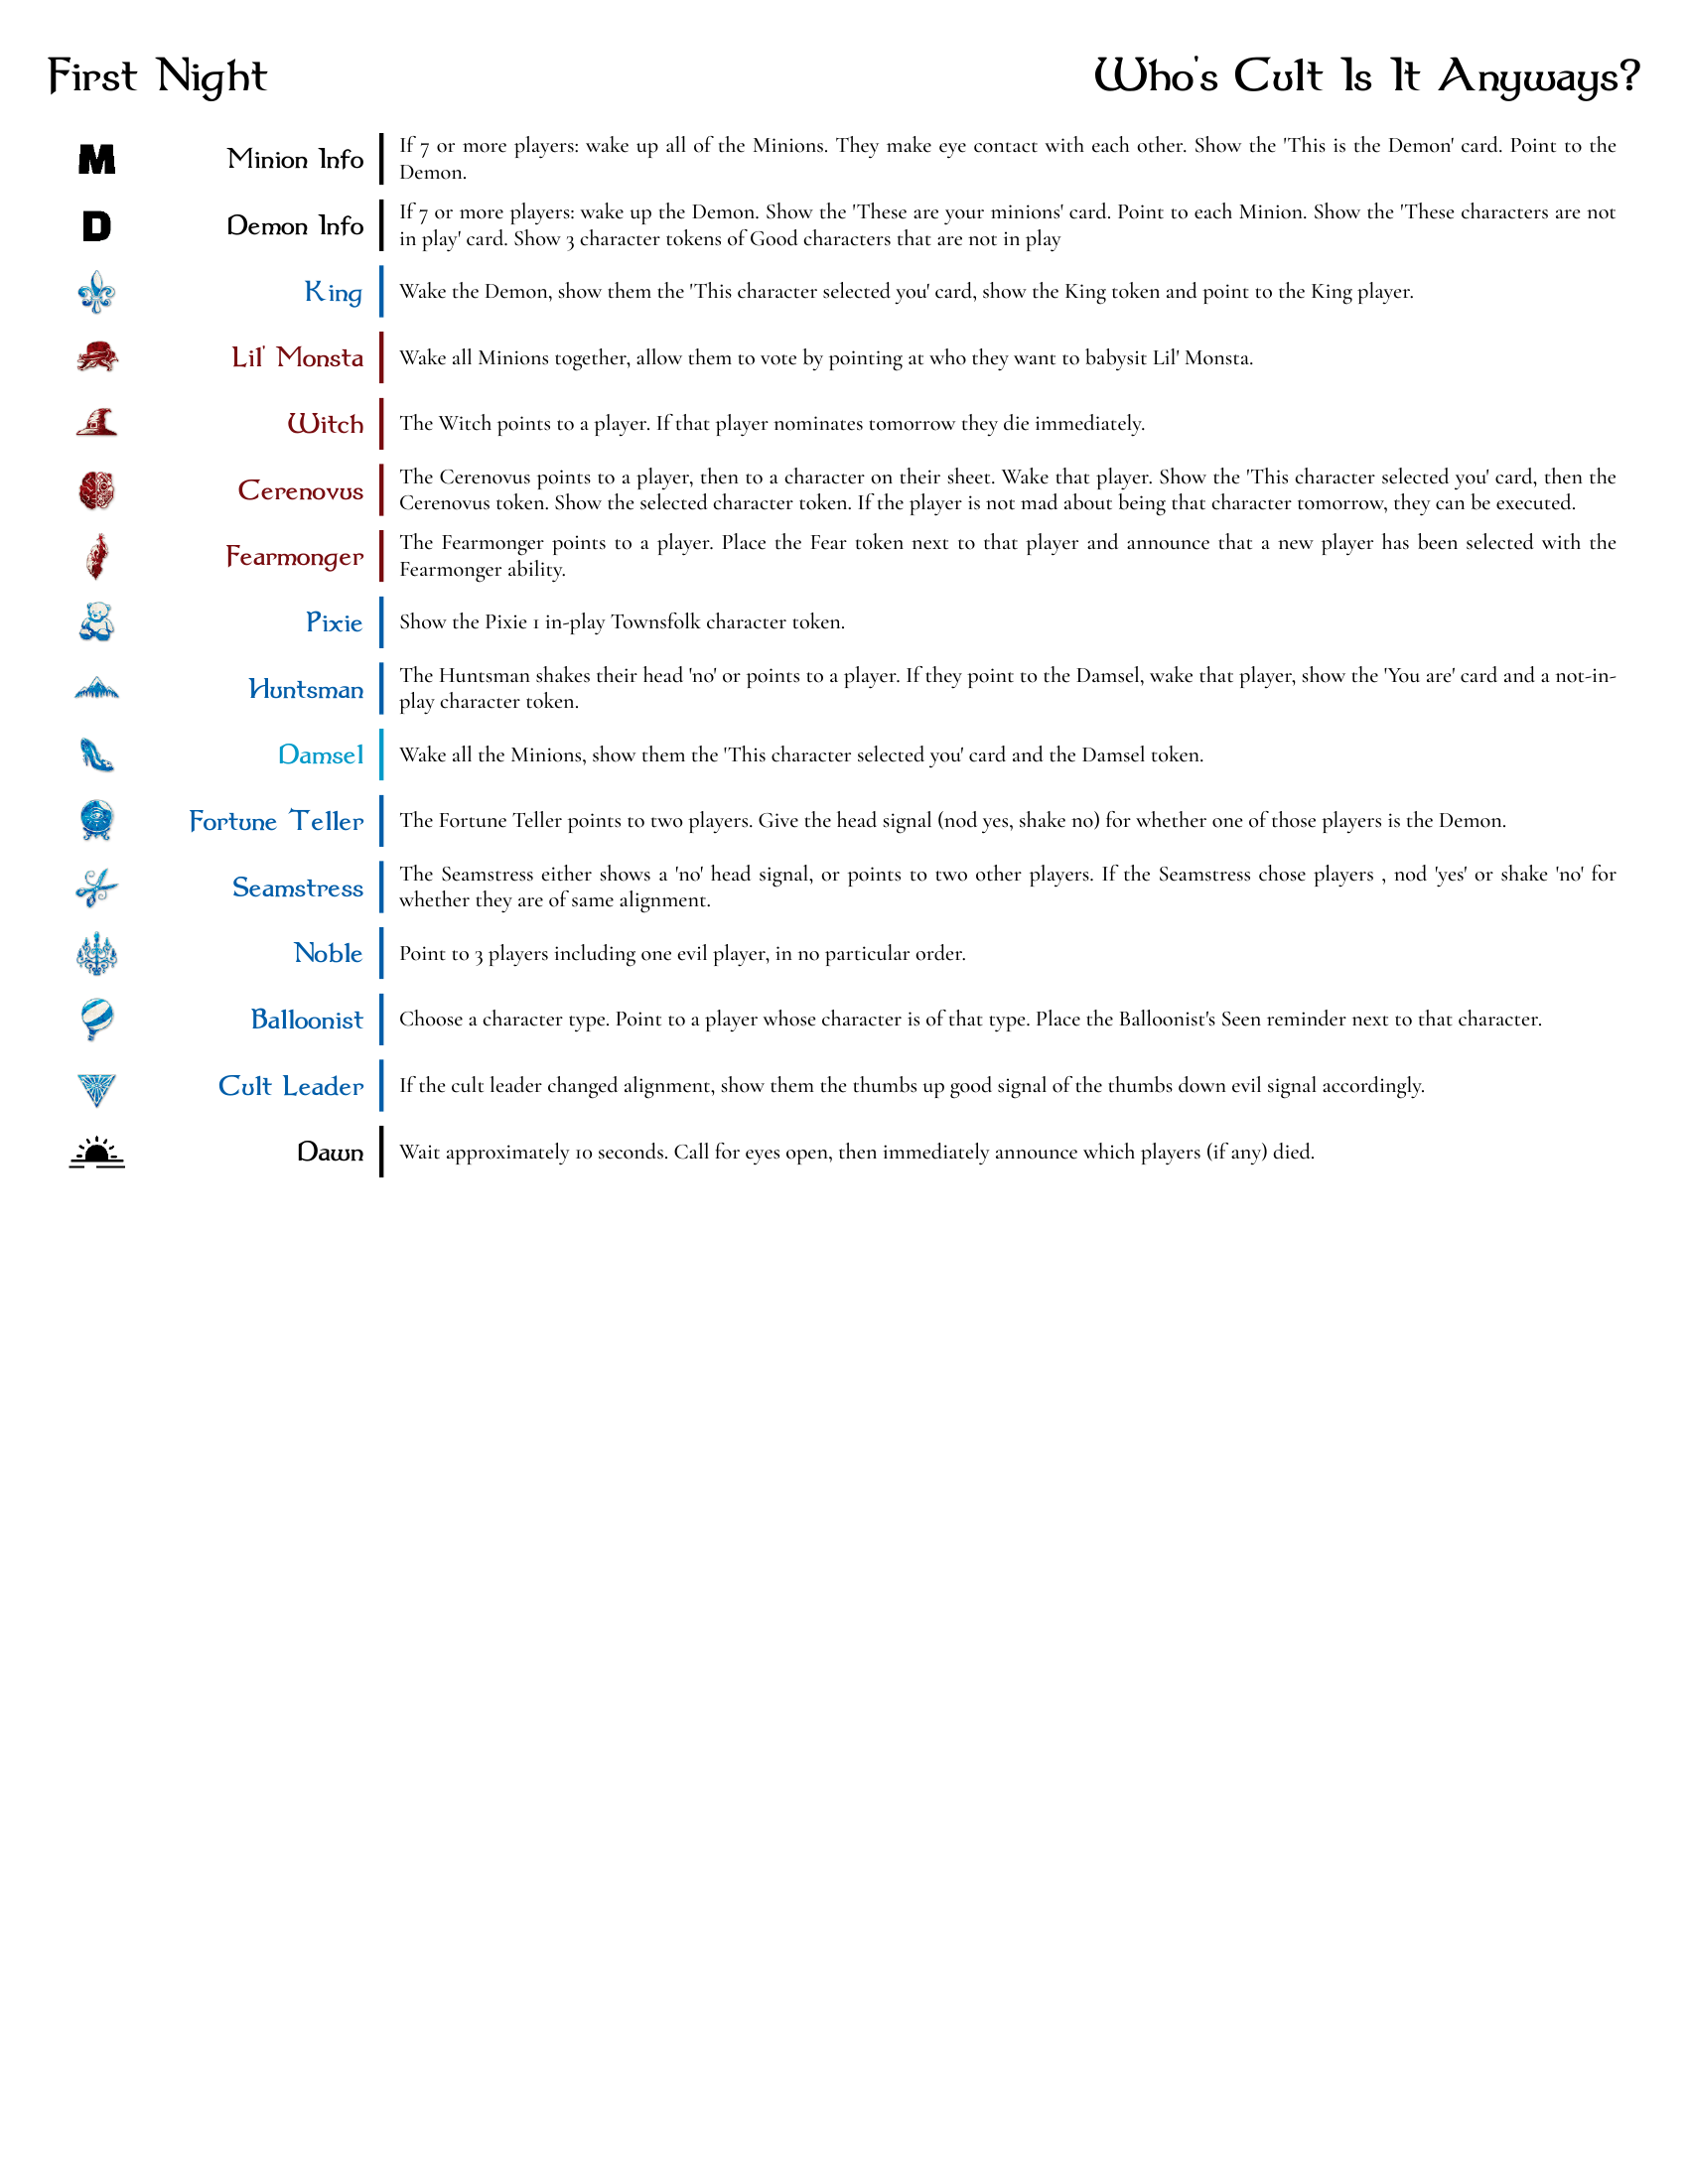 First Night
Who's Cult Is It Anyways?
M
Minion Info
If 7 or more players: wake up all of the Minions. They make eye contact with each other. Show the 'This is the Demon' card. Point to the
Demon.
D
Demon Info
If 7 or more players: wake up the Demon. Show the 'These are your minions' card. Point to each Minion. Show the 'These characters are not
in play' card. Show 3 character tokens of Good characters that are not in play
King
Wake the Demon, show them the 'This character selected you' card, show the King token and point to the King player.
Lil' Monsta
Wake all Minions together, allow them to vote by pointing at who they want to babysit Lil' Monsta.
Witch
The Witch points to a player. If that player nominates tomorrow they die immediately.
Cerenovus
The Cerenovus points to a player, then to a character on their sheet. Wake that player. Show the 'This character selected you' card, then the
Cerenovus token. Show the selected character token. If the player is not mad about being that character tomorrow, they can be executed.
Fearmonger
The Fearmonger points to a player. Place the Fear token next to that player and announce that a new player has been selected with the
Fearmonger ability.
Pixie
Show the Pixie 1 in-play Townsfolk character token.
Huntsman
The Huntsman shakes their head 'no' or points to a player. If they point to the Damsel, wake that player, show the 'You are' card and a not-in-
play character token.
Damsel
Wake all the Minions, show them the 'This character selected you' card and the Damsel token.
Fortune Teller
The Fortune Teller points to two players. Give the head signal (nod yes, shake no) for whether one of those players is the Demon.
Seamstress
The Seamstress either shows a 'no' head signal, or points to two other players. If the Seamstress chose players , nod 'yes' or shake 'no' for
whether they are of same alignment.
Noble
Point to 3 players including one evil player, in no particular order.
Balloonist
Choose a character type. Point to a player whose character is of that type. Place the Balloonist's Seen reminder next to that character.
Cult Leader
If the cult leader changed alignment, show them the thumbs up good signal of the thumbs down evil signal accordingly.
Dawn
Wait approximately 10 seconds. Call for eyes open, then immediately announce which players (if any) died.